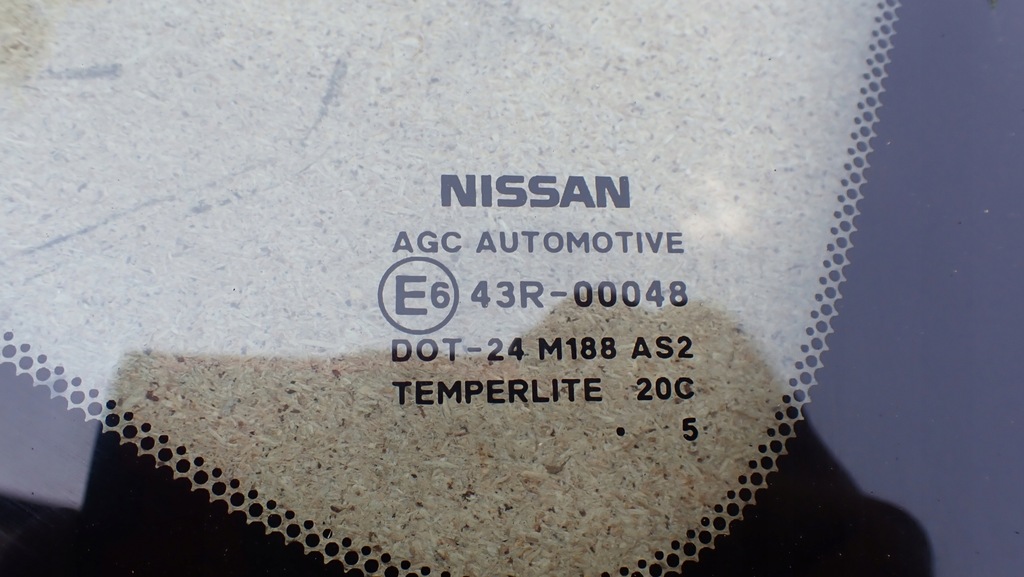 NISSAN
AGC AUTOMOTIVE
E6 43R-00048
DOT-24 M188 AS2
TEMPERLITE 20C
. 5